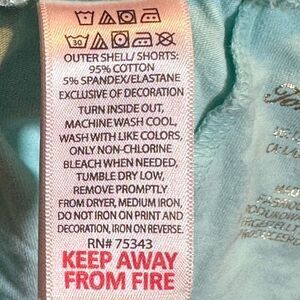 30
OUTER SHELL/ SHORTS:
95% COTTON
5% SPANDEX/ELASTANE
EXCLUSIVE OF DECORATION
TURN INSIDE OUT,
MACHINE WASH COOL,
WASH WITH LIKE COLORS,
ONLY NON-CHLORINE
BLEACH WHEN NEEDED,
TUMBLE DRY LOW,
REMOVE PROMPTLY
FROM DRYER, MEDIUM IRON,
DO NOT IRON ON PRINT AND
DECORATION, IRON ON REVERSE.
RN# 75343
KEEP AWAY
FROM FIRE